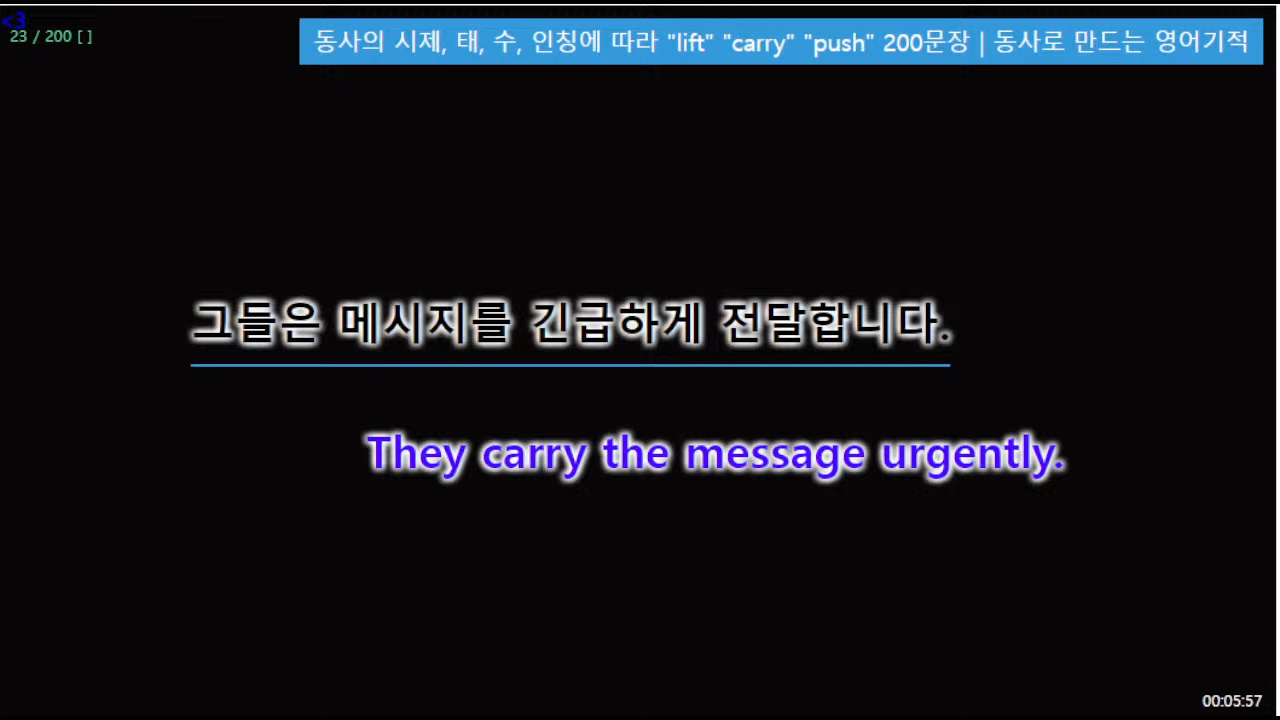 <3
23 / 200 [ ]
동사의 시제, 태, 수, 인칭에 따라 "lift" "carry" "push" 200문장 | 동사로 만드는 영어기적
그들은 메시지를 긴급하게 전달합니다.
They carry the message urgently.
00:05:57